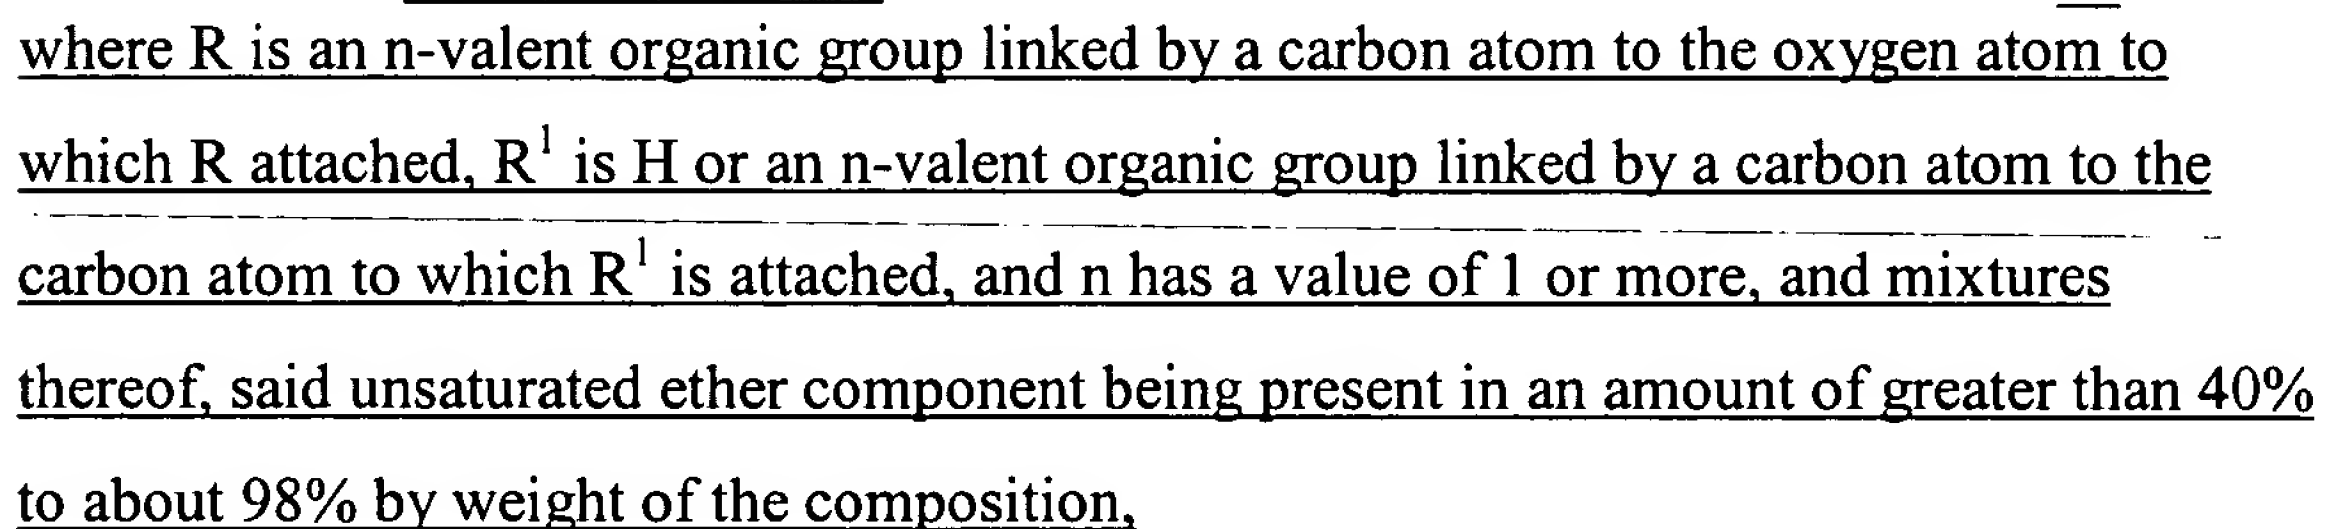 where R is an n-valent organic group linked by a carbon atom to the oxygen atom to
which R attached, R¹ is H or an n-valent organic group linked by a carbon atom to the
carbon atom to which R¹ is attached, and n has a value of 1 or more, and mixtures
thereof, said unsaturated ether component being present in an amount of greater than 40%
to about 98% by weight of the composition,